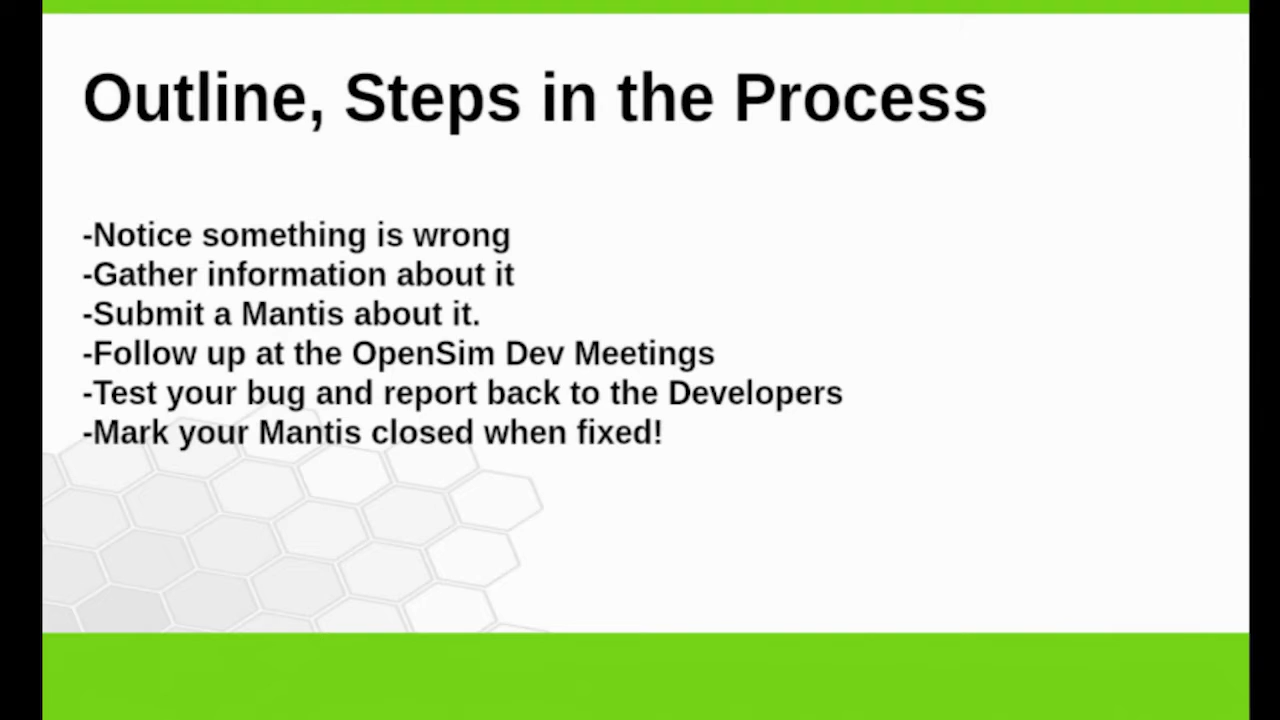 Outline, Steps in the Process
-Notice something is wrong
-Gather information about it
-Submit a Mantis about it.
-Follow up at the OpenSim Dev Meetings
-Test your bug and report back to the Developers
-Mark your Mantis closed when fixed!